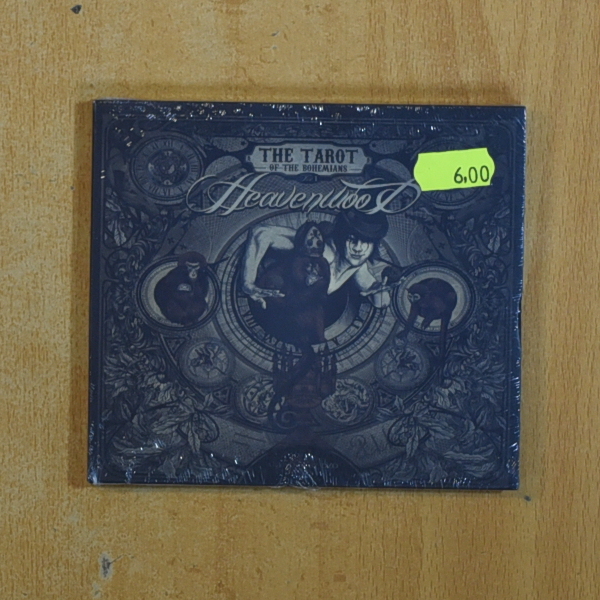 THE TAROT
OF THE BOHEMIANS
Heavenwood
6,00